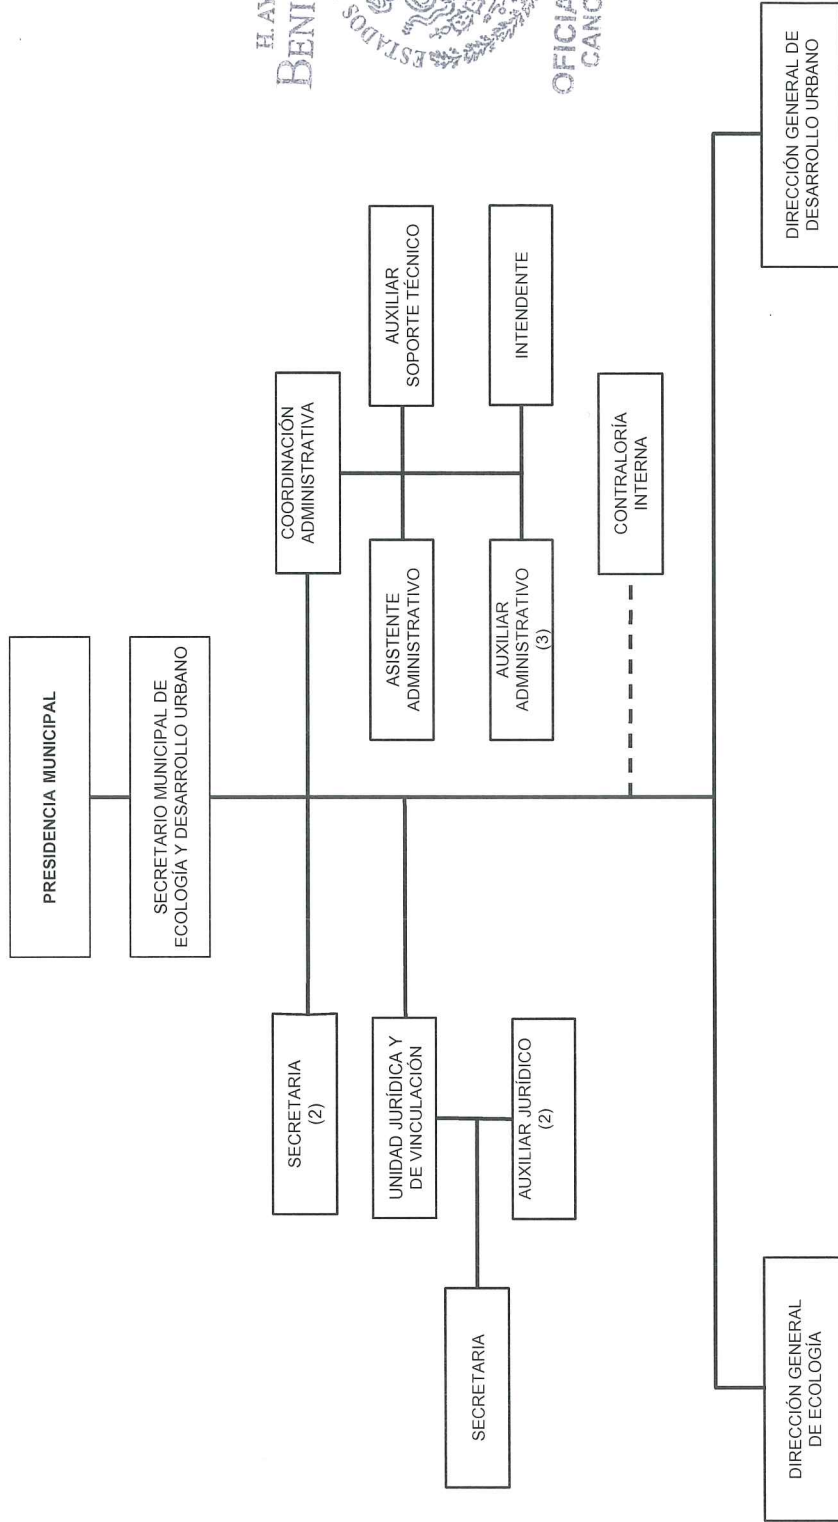 PRESIDENCIA MUNICIPAL
SECRETARIO MUNICIPAL DE
ECOLOGÍA Y DESARROLLO URBANO
SECRETARIA
(2)
COORDINACIÓN
ADMINISTRATIVA
UNIDAD JURÍDICA Y
DE VINCULACIÓN
ASISTENTE
ADMINISTRATIVO
AUXILIAR
SOPORTE TÉCNICO
SECRETARIA
AUXILIAR JURÍDICO
(2)
AUXILIAR
ADMINISTRATIVO
(3)
INTENDENTE
CONTRALORÍA
INTERNA
DIRECCIÓN GENERAL
DE ECOLOGÍA
DIRECCIÓN GENERAL DE
DESARROLLO URBANO
H.
ESTADOS